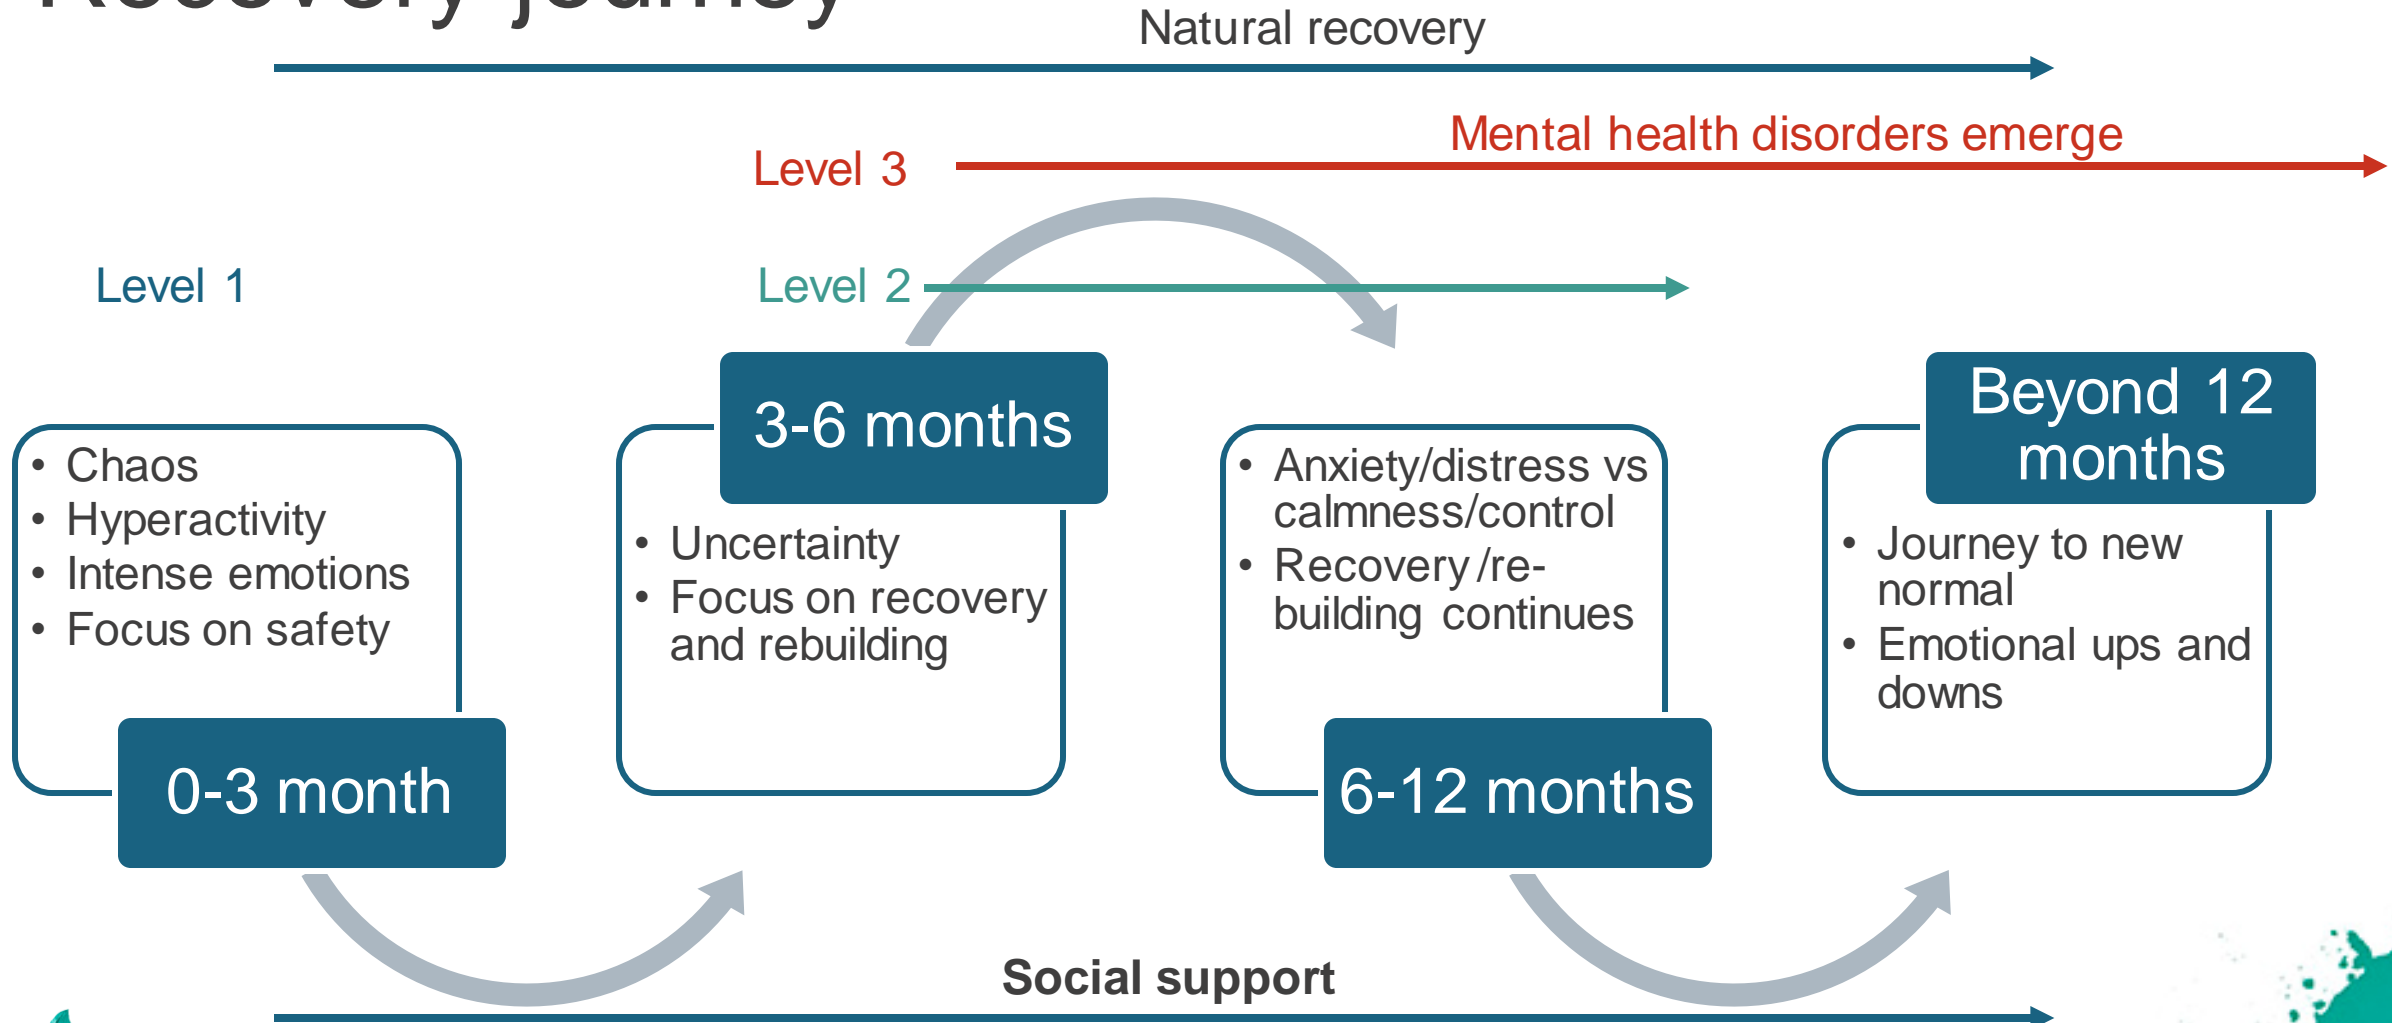 Recovery journey
Natural recovery
Mental health disorders emerge
Level 3
Level 1
Level 2
• Chaos
• Hyperactivity
• Intense emotions
• Focus on safety
0-3 month
3-6 months
• Uncertainty
• Focus on recovery
and rebuilding
• Anxiety/distress vs
calmness/control
• Recovery/re-
building continues
6-12 months
Beyond 12
months
• Journey to new
normal
• Emotional ups and
downs
Social support